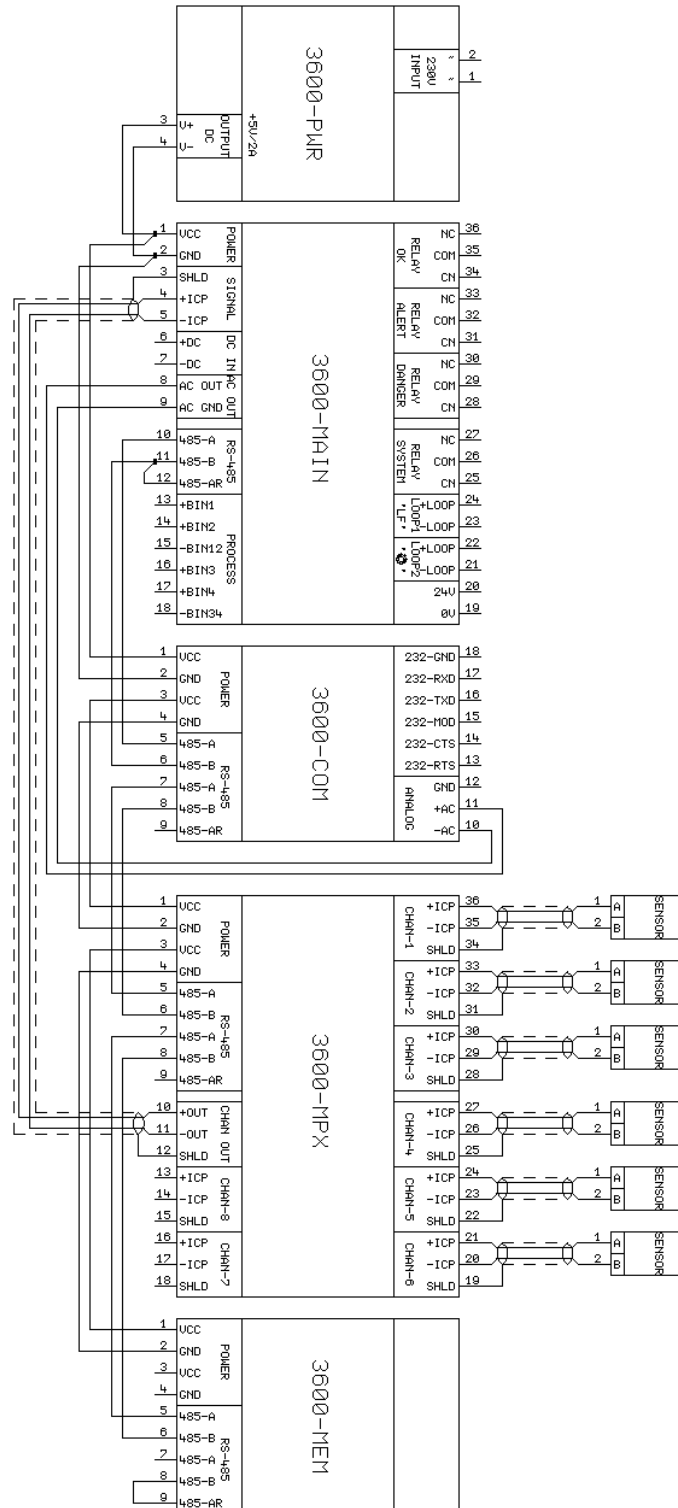 3600-PWR
230V INPUT
~ 2
~ 1
+5V/2A
OUTPUT DC
3 V+
4 V-
3600-MAIN
POWER
1 VCC
2 GND
SIGNAL
3 SHLD
4 +ICP
5 -ICP
DC IN
6 +DC
7 -DC
AC OUT
8 AC OUT
9 AC GND
RS-485
10 485-A
11 485-B
12 485-AR
PROCESS
13 +BIN1
14 +BIN2
15 -BIN12
16 +BIN3
17 +BIN4
18 -BIN34
RELAY OK
NC 36
COM 35
CN 34
RELAY ALERT
NC 33
COM 32
CN 31
RELAY DANGER
NC 30
COM 29
CN 28
RELAY SYSTEM
NC 27
COM 26
CN 25
LOOP1 'LF'
+LOOP 24
-LOOP 23
LOOP2
+LOOP 22
-LOOP 21
24V 20
0V 19
3600-COM
POWER
1 VCC
2 GND
3 VCC
4 GND
RS-485
5 485-A
6 485-B
7 485-A
8 485-B
9 485-AR
232-GND 18
232-RXD 17
232-TXD 16
232-MOD 15
232-CTS 14
232-RTS 13
ANALOG
GND 12
+AC 11
-AC 10
3600-MPX
POWER
1 VCC
2 GND
3 VCC
4 GND
RS-485
5 485-A
6 485-B
7 485-A
8 485-B
9 485-AR
CHAN OUT
10 +OUT
11 -OUT
12 SHLD
CHAN-8
13 +ICP
14 -ICP
15 SHLD
CHAN-7
16 +ICP
17 -ICP
18 SHLD
CHAN-1
+ICP 36
-ICP 35
SHLD 34
1 A
2 B
SENSOR
CHAN-2
+ICP 33
-ICP 32
SHLD 31
1 A
2 B
SENSOR
CHAN-3
+ICP 30
-ICP 29
SHLD 28
1 A
2 B
SENSOR
CHAN-4
+ICP 27
-ICP 26
SHLD 25
1 A
2 B
SENSOR
CHAN-5
+ICP 24
-ICP 23
SHLD 22
1 A
2 B
SENSOR
CHAN-6
+ICP 21
-ICP 20
SHLD 19
1 A
2 B
SENSOR
3600-MEM
POWER
1 VCC
2 GND
3 VCC
4 GND
RS-485
5 485-A
6 485-B
7 485-A
8 485-B
9 485-AR